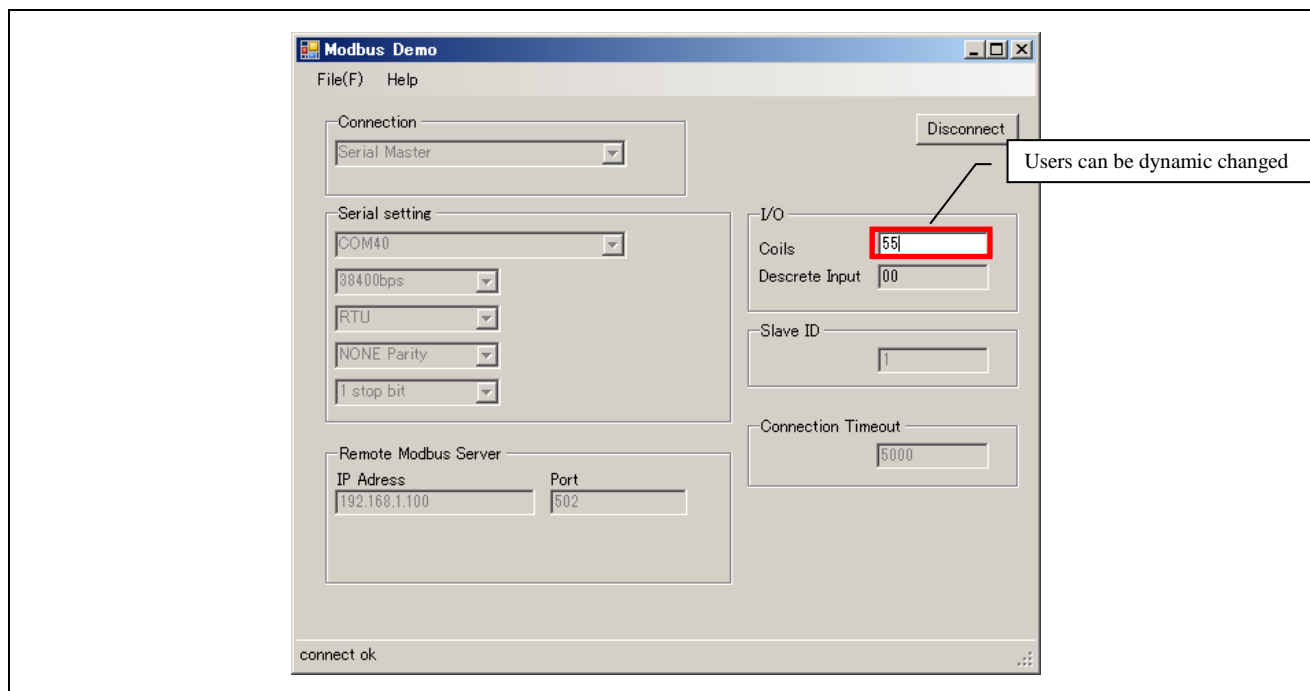 Modbus Demo
File(F) Help
Connection
Serial Master
Disconnect
Users can be dynamic changed
Serial setting
COM40
38400bps
RTU
NONE Parity
1 stop bit
I/O
Coils 55
Descrete Input 00
Slave ID
1
Connection Timeout
5000
Remote Modbus Server
IP Adress Port
192.168.1.100 502
connect ok